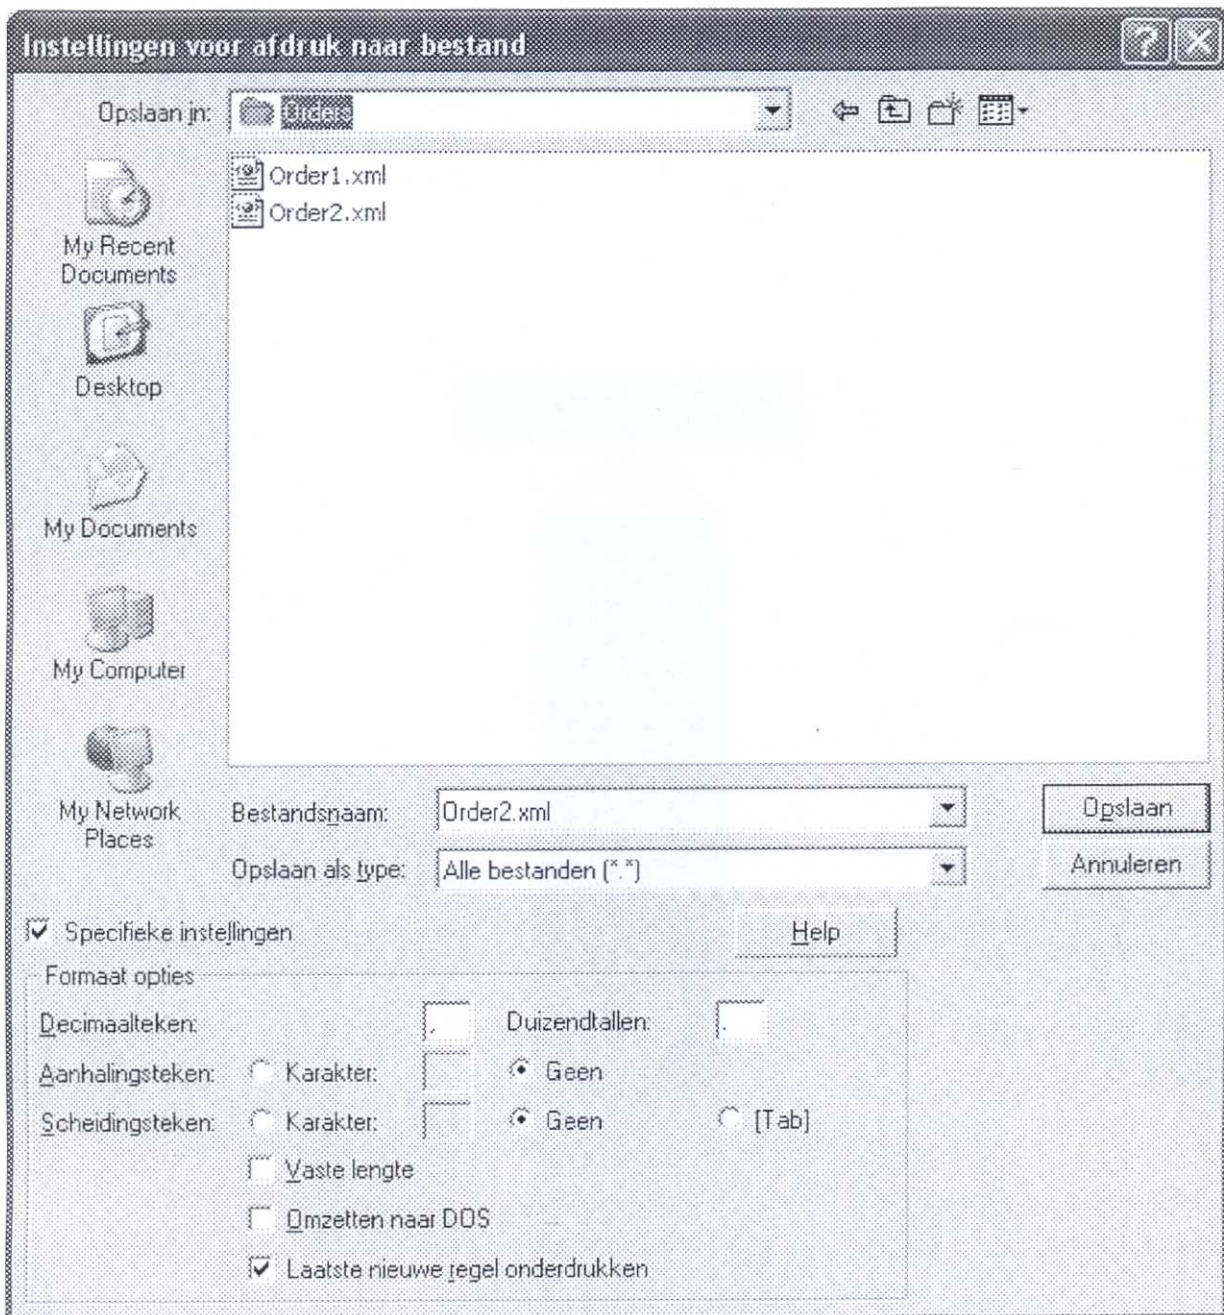 Instellingen voor afdruk naar bestand
Opslaan in: Orders
Order1.xml
Order2.xml
My Recent Documents
Desktop
My Documents
My Computer
My Network Places
Bestandsnaam: Order2.xml Opslaan
Opslaan als type: Alle bestanden (*.*) Annuleren
Specifieke instellingen Help
Formaat opties
Decimaalteken: , Duizendtallen: .
Aanhalingsteken: Karakter: Geen
Scheidingsteken: Karakter: Geen [Tab]
Vaste lengte
Omzetten naar DOS
Laatste nieuwe regel onderdrukken